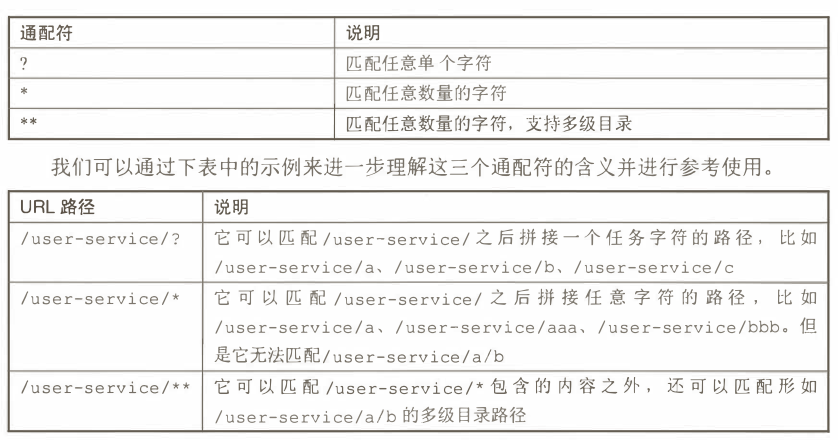 通配符 说明
? 匹配任意单个字符
* 匹配任意数量的字符
** 匹配任意数量的字符，支持多级目录
我们可以通过下表中的示例来进一步理解这三个通配符的含义并进行参考使用。
URL 路径 说明
/user-service/? 它可以匹配/user-service/之后拼接一个任务字符的路径，比如
/user-service/a、/user-service/b、/user-service/c
/user-service/* 它可以匹配/user-service/之后拼接任意字符的路径，比如
/user-service/a、/user-service/aaa、/user-service/bbb。但
是它无法匹配/user-service/a/b
/user-service/** 它可以匹配/user-service/*包含的内容之外，还可以匹配形如
/user-service/a/b 的多级目录路径